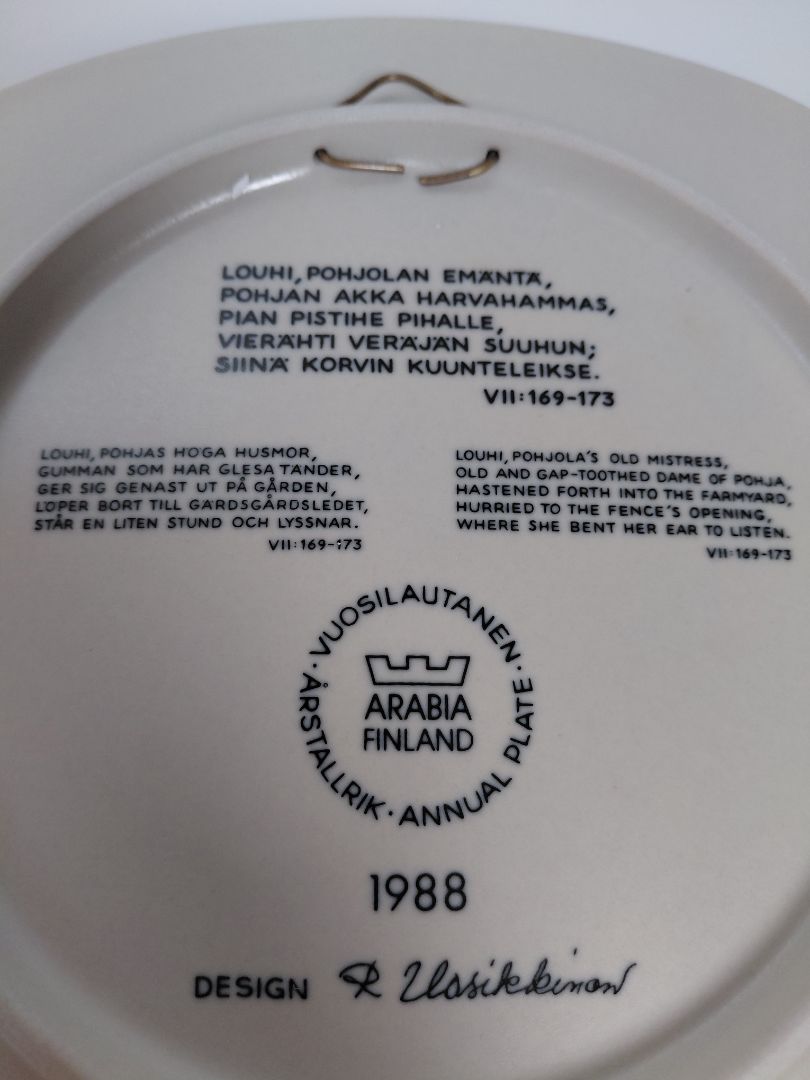 LOUHI, POHJOLAN EMÄNTÄ,
POHJAN AKKA HARVAHAMMAS,
PIAN PISTIHE PIHALLE,
VIERÄHTI VERÄJÄN SUUHUN;
SIINÄ KORVIN KUUNTELEIKSE.
VII:169-173
LOUHI, POHJAS HÖGA HUSMOR,
GUMMAN SOM HAR GLESA TÄNDER,
GER SIG GENAST UT PÅ GÅRDEN,
LÖPER BORT TILL GÄRDSGÅRDSLEDET,
STÅR EN LITEN STUND OCH LYSSNAR.
VII:169-173
LOUHI, POHJOLA'S OLD MISTRESS,
OLD AND GAP-TOOTHED DAME OF POHJA,
HASTENED FORTH INTO THE FARMYARD,
HURRIED TO THE FENCE'S OPENING,
WHERE SHE BENT HER EAR TO LISTEN.
VII:169-173
· VUOSILAUTANEN · ANNUAL PLATE · ÅRSTALLRIK
ARABIA
FINLAND
1988
DESIGN R Uosikkinen